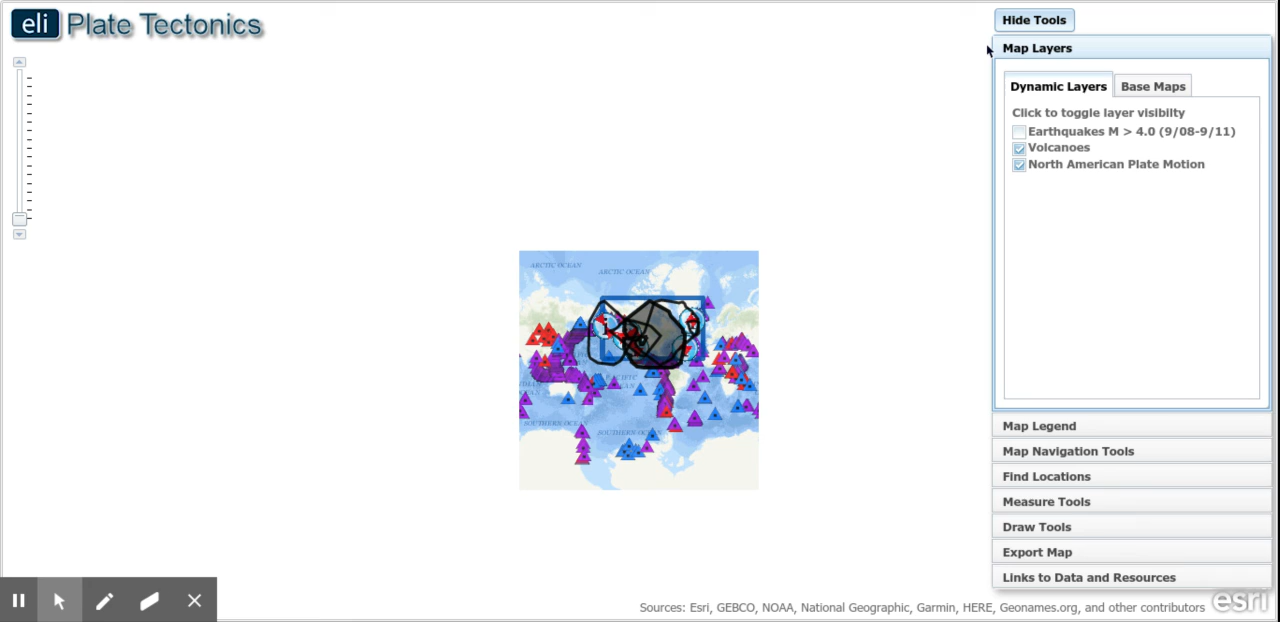 eli Plate Tectonics
Hide Tools
Map Layers
Dynamic Layers
Base Maps
Click to toggle layer visibilty
Earthquakes M > 4.0 (9/08-9/11)
Volcanoes
North American Plate Motion
ARCTIC OCEAN
ARCTIC OCEAN
PACIFIC
SOUTHERN OCEAN
SOUTHERN OCEAN
Map Legend
Map Navigation Tools
Find Locations
Measure Tools
Draw Tools
Export Map
Links to Data and Resources
Sources: Esri, GEBCO, NOAA, National Geographic, Garmin, HERE, Geonames.org, and other contributors
esri